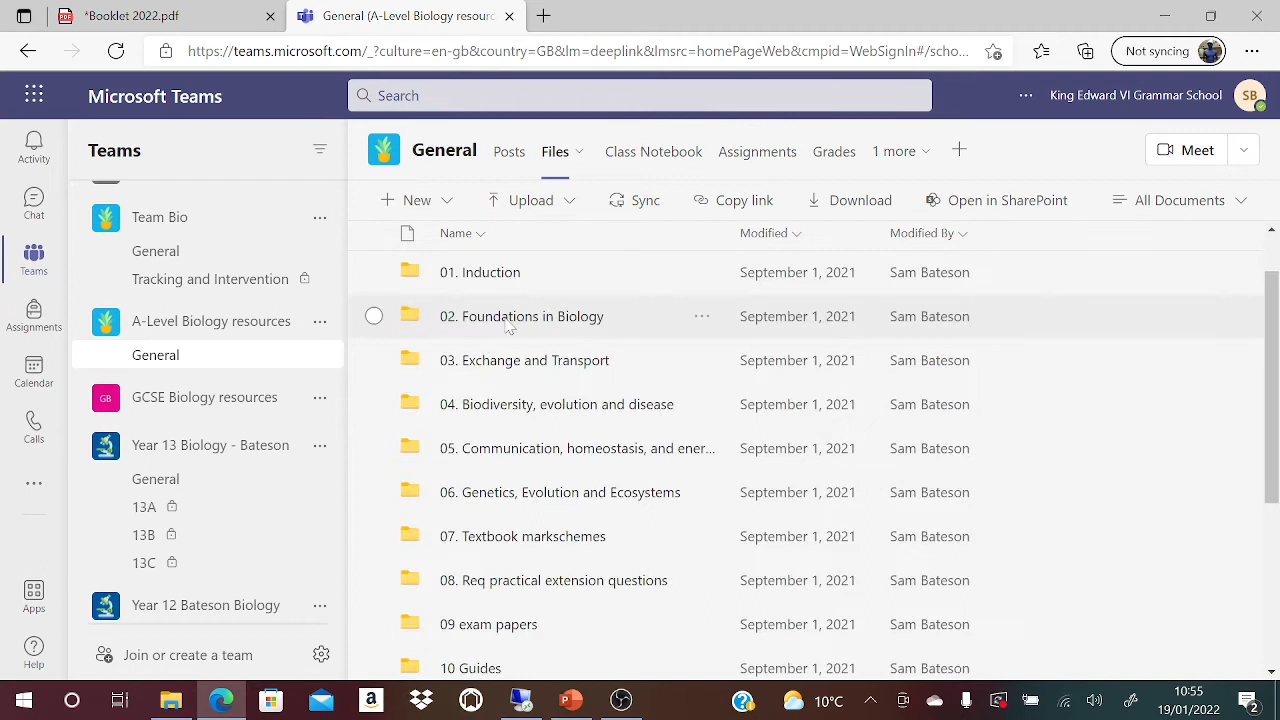 *Booklet 2022.pdf
General (A-Level Biology resourc
https://teams.microsoft.com/_?culture=en-gb&country=GB&lm=deeplink&lmsrc=homePageWeb&cmpid=WebSignIn#/scho...
Not syncing
Microsoft Teams
Search
King Edward VI Grammar School
SB
Activity
Chat
Teams
Assignments
Calendar
Calls
Apps
Help
Teams
Team Bio
General
Tracking and Intervention
A-Level Biology resources
General
GB
GCSE Biology resources
Year 13 Biology - Bateson
General
13A
13B
13C
Year 12 Bateson Biology
Join or create a team
General
Posts
Files
Class Notebook
Assignments
Grades
1 more
Meet
New
Upload
Sync
Copy link
Download
Open in SharePoint
All Documents
Name Modified Modified By
01. Induction September 1, 2021 Sam Bateson
02. Foundations in Biology September 1, 2021 Sam Bateson
03. Exchange and Transport September 1, 2021 Sam Bateson
04. Biodiversity, evolution and disease September 1, 2021 Sam Bateson
05. Communication, homeostasis, and ener... September 1, 2021 Sam Bateson
06. Genetics, Evolution and Ecosystems September 1, 2021 Sam Bateson
07. Textbook markschemes September 1, 2021 Sam Bateson
08. Req practical extension questions September 1, 2021 Sam Bateson
09 exam papers September 1, 2021 Sam Bateson
10 Guides September 1, 2021 Sam Bateson
10°C
10:55
19/01/2022
2